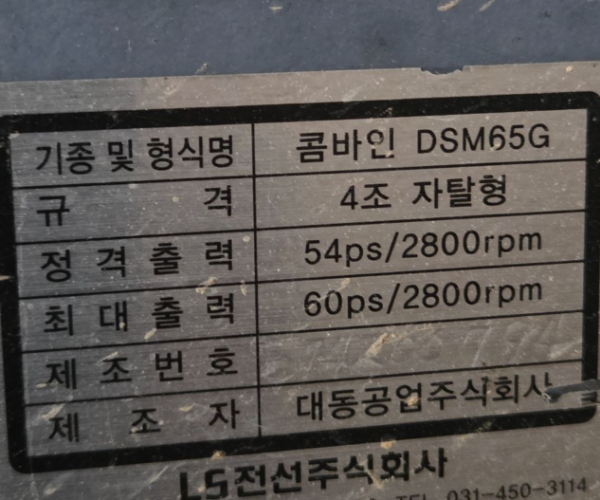 기종 및 형식명 콤바인 DSM65G
규 격 4조 자탈형
정 격 출 력 54ps/2800rpm
최 대 출 력 60ps/2800rpm
제 조 번 호
제 조 자 대동공업주식회사
LS전선주식회사
TEL 031-450-3114